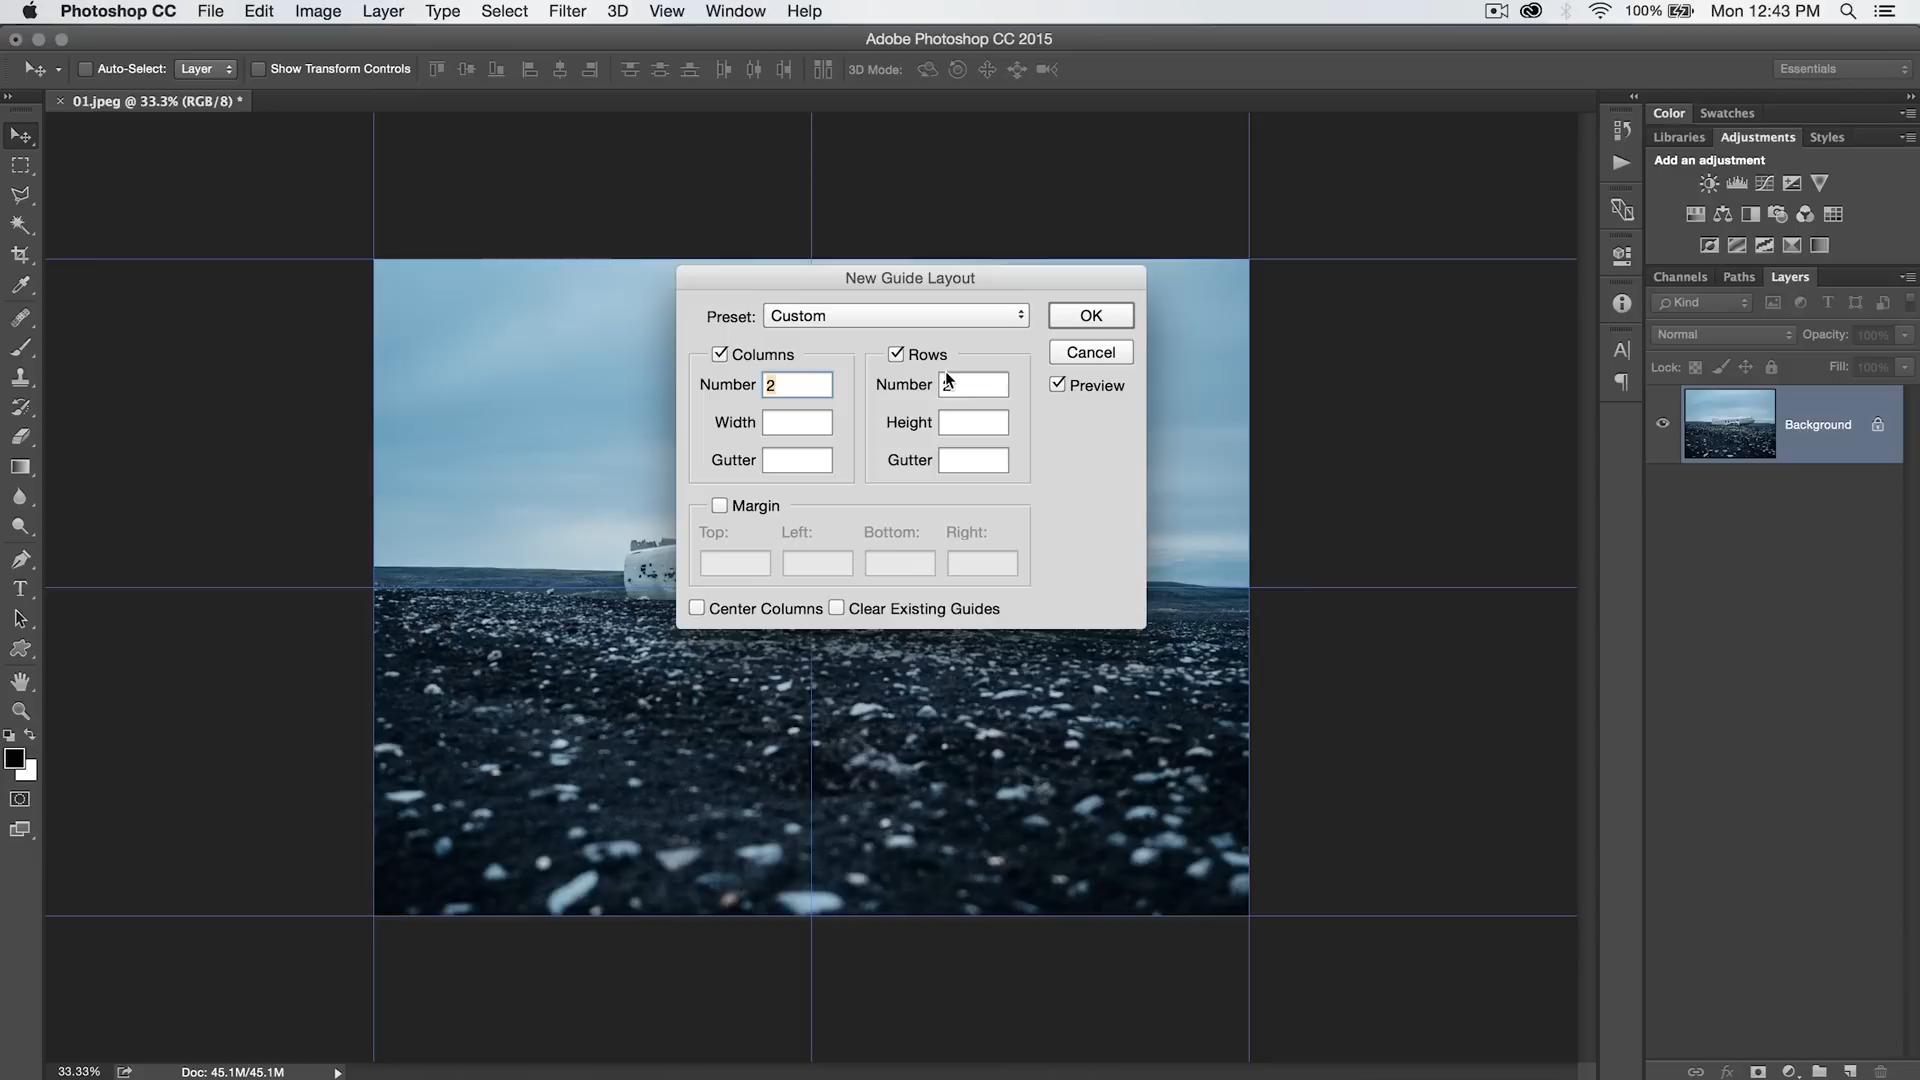 Photoshop CC File Edit Image Layer Type Select Filter 3D View Window Help 100% Mon 12:43 PM
Adobe Photoshop CC 2015
Auto-Select: Layer Show Transform Controls 3D Mode: Essentials
× 01.jpeg @ 33.3% (RGB/8) *
Color Swatches
Libraries Adjustments Styles
Add an adjustment
Channels Paths Layers
Kind
Normal Opacity: 100%
Lock: Fill: 100%
Background
New Guide Layout
Preset: Custom OK
Columns Rows Cancel
Number 2 Number 2 Preview
Width Height
Gutter Gutter
Margin
Top: Left: Bottom: Right:
Center Columns Clear Existing Guides
33.33% Doc: 45.1M/45.1M